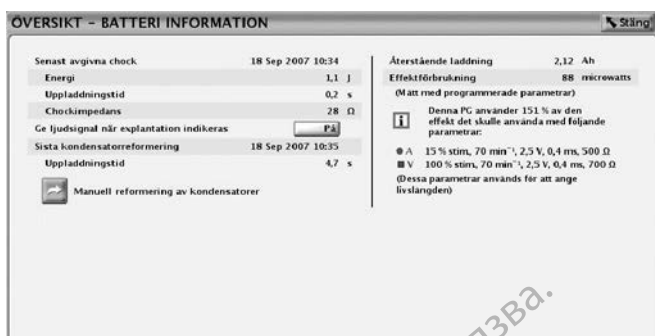 ÖVERSIKT – BATTERI INFORMATION
Stäng
Senast avgivna chock 18 Sep 2007 10:34
Energi 1,1 J
Uppladdningstid 0,2 s
Chockimpedans 28 Ω
Ge ljudsignal når explantation indikeras På
Sista kondensatorreformering 18 Sep 2007 10:35
Uppladdningstid 4,7 s
Manuell reformering av kondensatorer
Återstående laddning 2,12 Ah
Effektförbrukning 88 microwatts
(Mätt med programmerade parametrar)
Denna PG använder 151 % av den
effekt det skulle använda med följande
parametrar:
A 15 % stim, 70 min⁻¹, 2,5 V, 0,4 ms, 500 Ω
V 100 % stim, 70 min⁻¹, 2,5 V, 0,4 ms, 700 Ω
(Dessa parametrar används för att ange
livslängden)